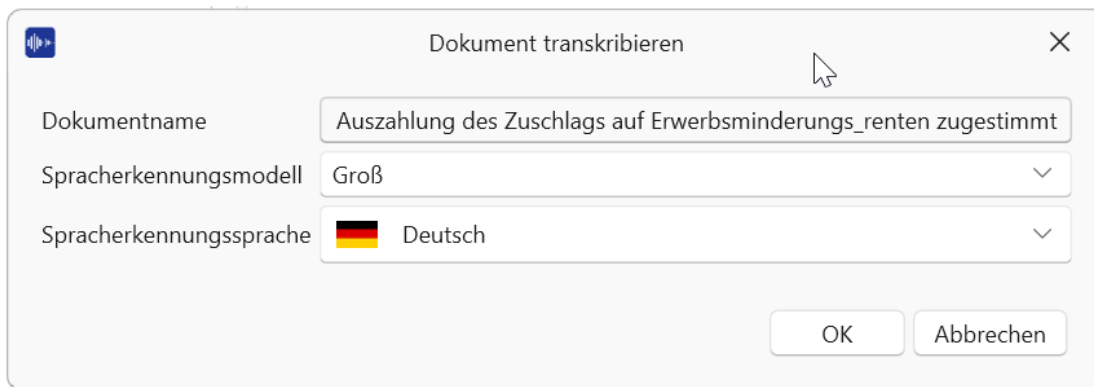 Dokument transkribieren
Dokumentname Auszahlung des Zuschlags auf Erwerbsminderungs_renten zugestimmt
Spracherkennungsmodell Groß
Spracherkennungssprache Deutsch
OK Abbrechen